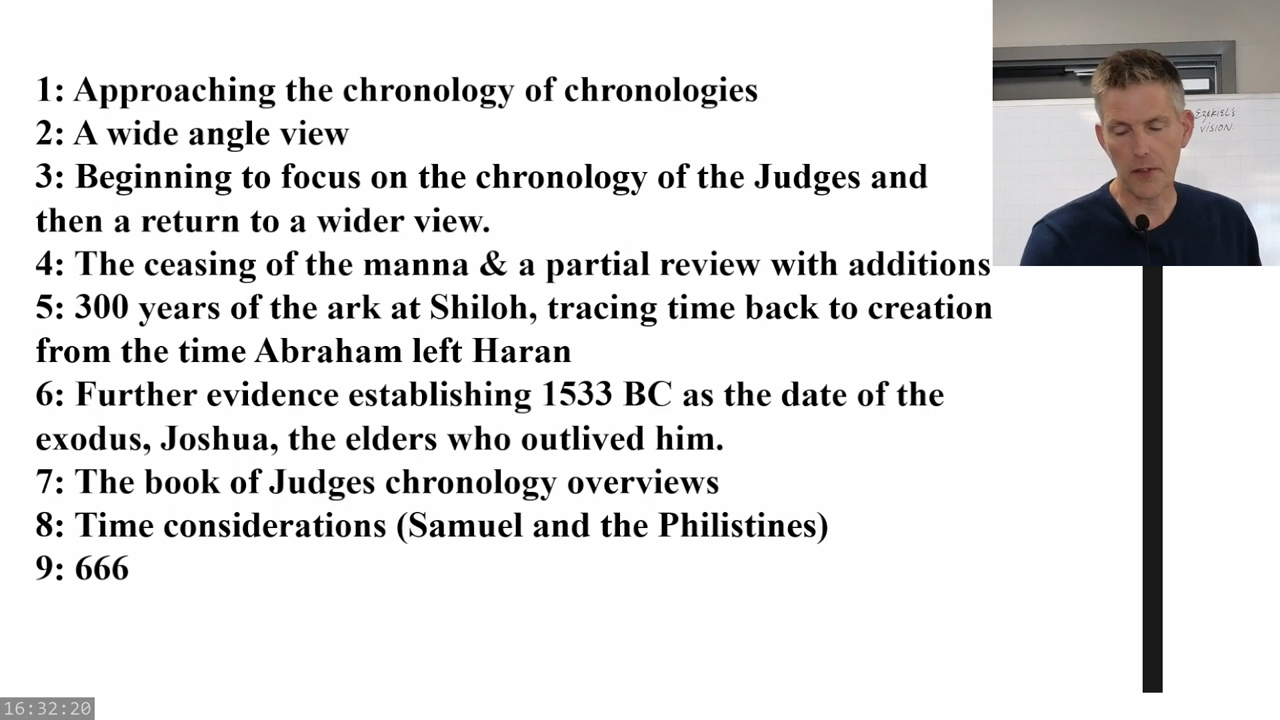 1: Approaching the chronology of chronologies
2: A wide angle view
3: Beginning to focus on the chronology of the Judges and
then a return to a wider view.
4: The ceasing of the manna & a partial review with additions
5: 300 years of the ark at Shiloh, tracing time back to creation
from the time Abraham left Haran
6: Further evidence establishing 1533 BC as the date of the
exodus, Joshua, the elders who outlived him.
7: The book of Judges chronology overviews
8: Time considerations (Samuel and the Philistines)
9: 666
EZEKIEL'S
VISION
16:32:20